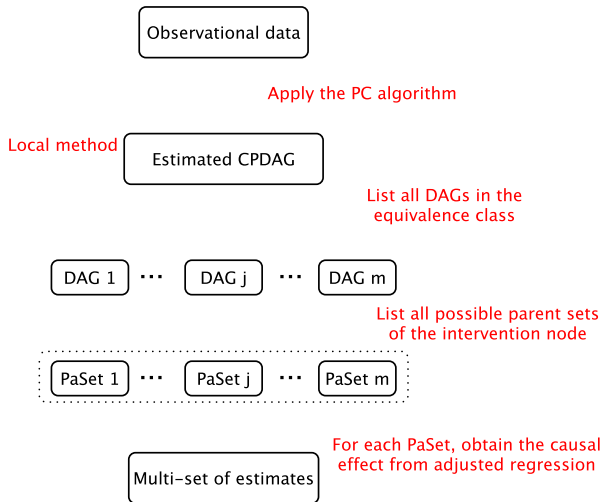 Observational data
Apply the PC algorithm
Local method
Estimated CPDAG
List all DAGs in the
equivalence class
DAG 1 ··· DAG j ··· DAG m
List all possible parent sets
of the intervention node
PaSet 1 ··· PaSet j ··· PaSet m
For each PaSet, obtain the causal
effect from adjusted regression
Multi-set of estimates